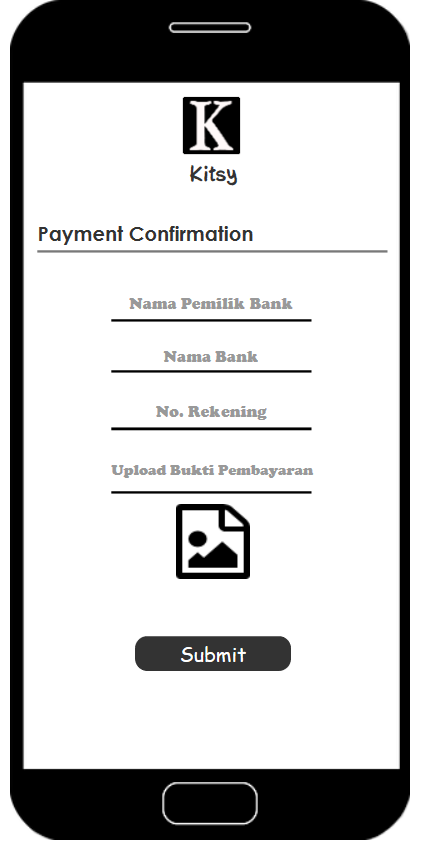 K
Kitsy
Payment Confirmation
Nama Pemilik Bank
Nama Bank
No. Rekening
Upload Bukti Pembayaran
Submit